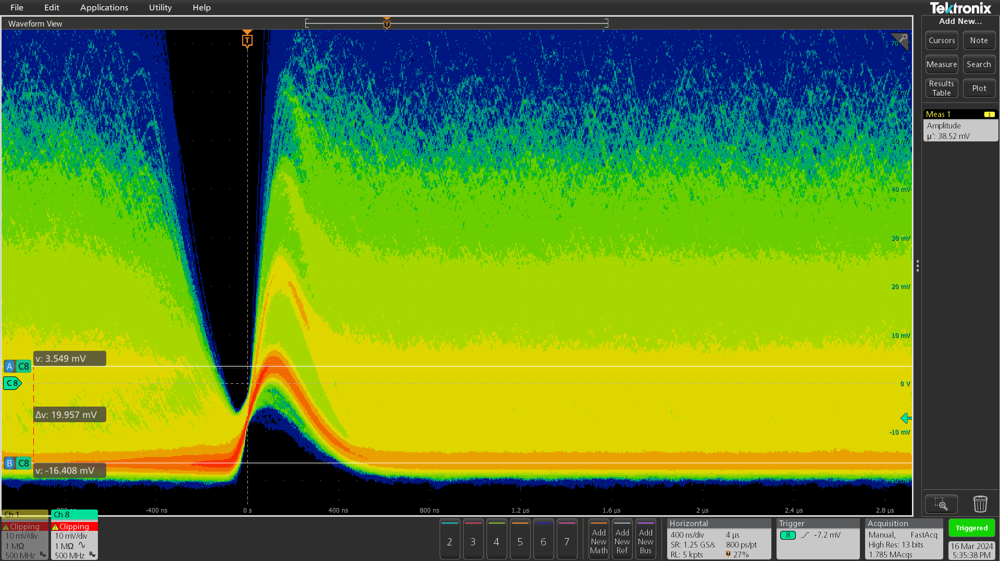 File Edit Applications Utility Help
Tektronix
Waveform View
T
T
Add New...
Cursors Note
Measure Search
Results Table Plot
Meas 1 1
Amplitude
µ': 38.52 mV
70
60 mV
50 mV
40 mV
30 mV
20 mV
10 mV
0 V
-10 mV
-20 mV
A C8 v: 3.549 mV
C 8
Δv: 19.957 mV
B C8 v: -16.408 mV
-400 ns 0 s 400 ns 800 ns 1.2 µs 1.6 µs 2 µs 2.4 µs 2.8 µs
Ch 1
Clipping
10 mV/div
1 MΩ
500 MHz Bw
Ch 8
Clipping
10 mV/div
1 MΩ
500 MHz Bw
2 3 4 5 6 7
Add New Math
Add New Ref
Add New Bus
Horizontal
400 ns/div 4 µs
SR: 1.25 GS/s 800 ps/pt
RL: 5 kpts T 27%
Trigger
8 -7.2 mV
Acquisition
Manual, FastAcq
High Res: 13 bits
1.785 MAcqs
Triggered
16 Mar 2024
5:35:38 PM